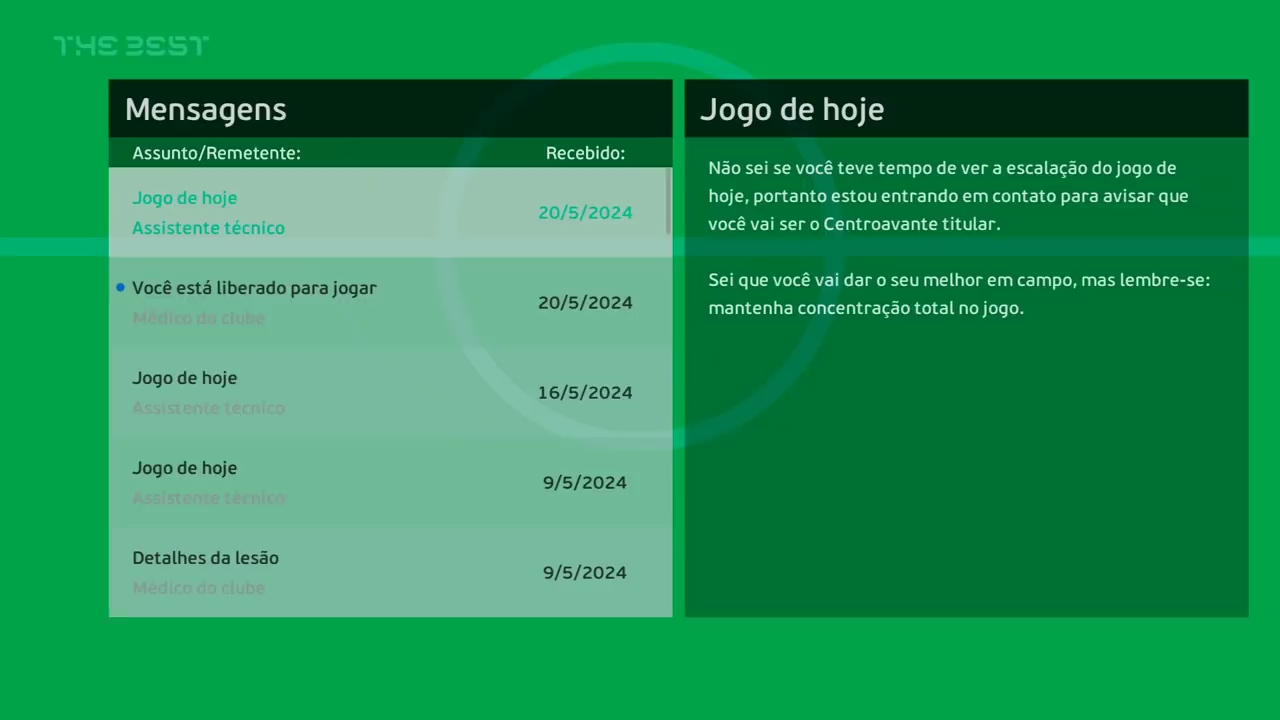 THE BEST
Mensagens
Assunto/Remetente:
Recebido:
Jogo de hoje
Assistente técnico
20/5/2024
Você está liberado para jogar
Médico do clube
20/5/2024
Jogo de hoje
Assistente técnico
16/5/2024
Jogo de hoje
Assistente técnico
9/5/2024
Detalhes da lesão
Médico do clube
9/5/2024
Jogo de hoje
Não sei se você teve tempo de ver a escalação do jogo de
hoje, portanto estou entrando em contato para avisar que
você vai ser o Centroavante titular.
Sei que você vai dar o seu melhor em campo, mas lembre-se:
mantenha concentração total no jogo.